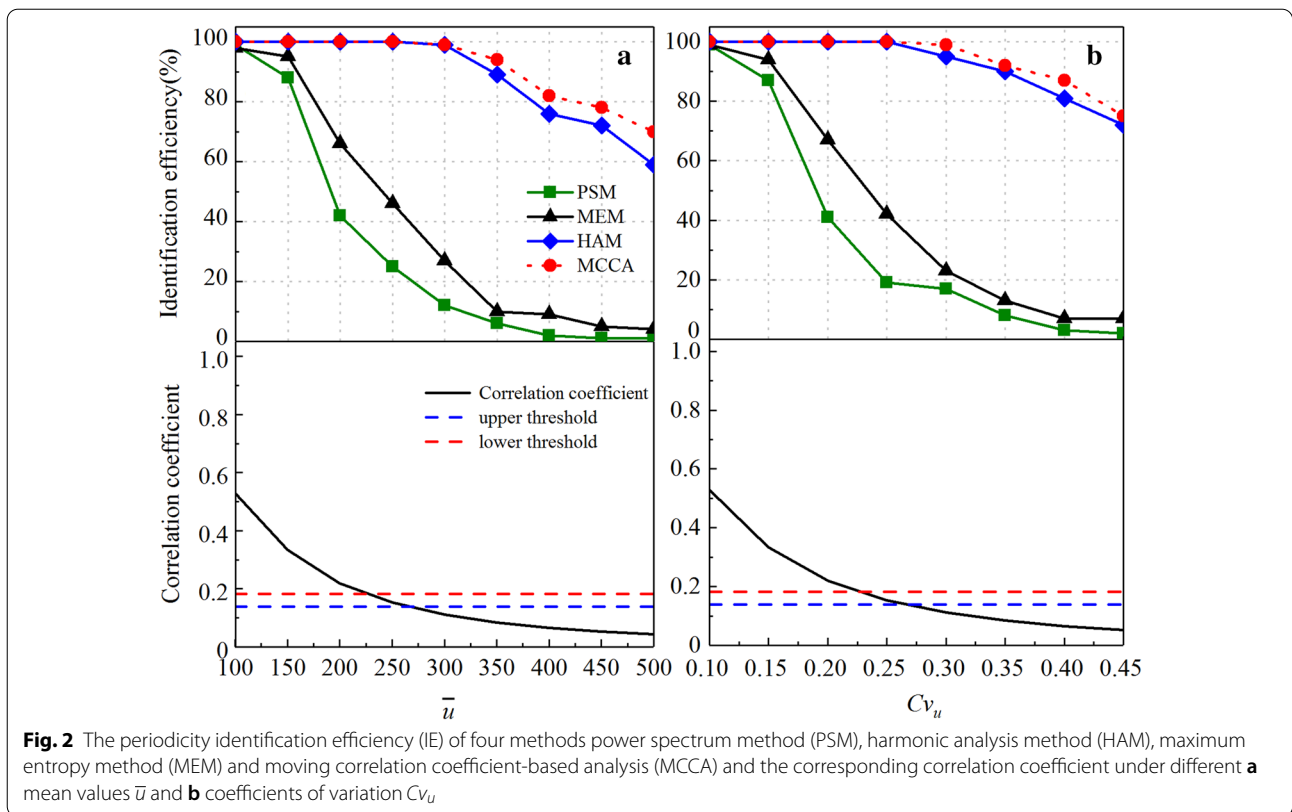 100
80
60
40
20
0
Identification efficiency(%)
a
PSM
MEM
HAM
MCCA
100
80
60
40
20
0
b
1.0
0.8
0.6
0.4
0.2
0
Correlation coefficient
Correlation coefficient
upper threshold
lower threshold
100 150 200 250 300 350 400 450 500
u̅
1.0
0.8
0.6
0.4
0.2
0
0.10 0.15 0.20 0.25 0.30 0.35 0.40 0.45
Cvᵤ
Fig. 2 The periodicity identification efficiency (IE) of four methods power spectrum method (PSM), harmonic analysis method (HAM), maximum
entropy method (MEM) and moving correlation coefficient-based analysis (MCCA) and the corresponding correlation coefficient under different a
mean values u̅ and b coefficients of variation Cvᵤ